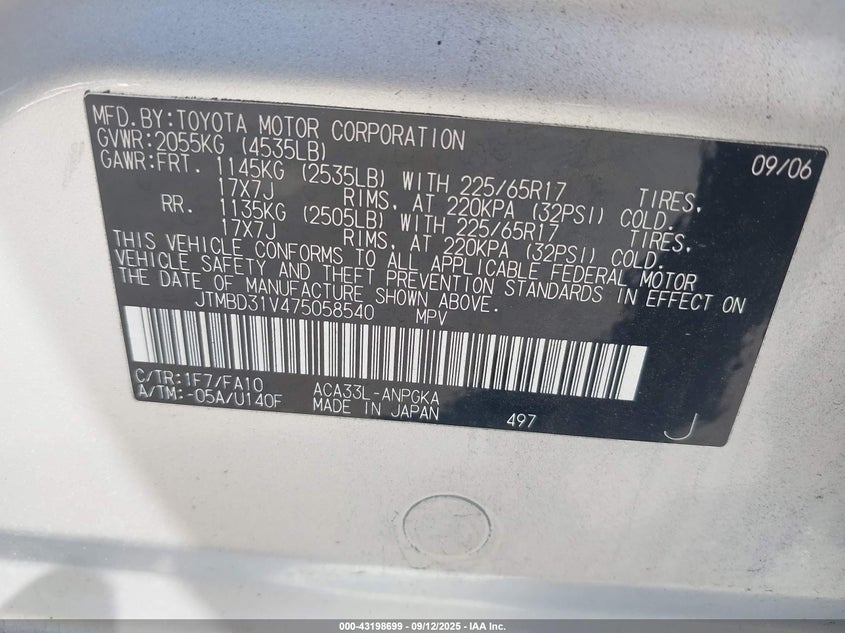 MFD.BY:TOYOTA MOTOR CORPORATION 09/06
GVWR:2055KG (4535LB)
GAWR:FRT. 1145KG (2535LB) WITH 225/65R17 TIRES,
17X7J RIMS, AT 220KPA (32PSI) COLD.
RR. 1135KG (2505LB) WITH 225/65R17 TIRES,
17X7J RIMS, AT 220KPA (32PSI) COLD.
THIS VEHICLE CONFORMS TO ALL APPLICABLE FEDERAL MOTOR
VEHICLE SAFETY AND THEFT PREVENTION STANDARDS IN EFFECT ON
THE DATE OF MANUFACTURE SHOWN ABOVE.
JTMBD31V475058540 MPV
C/TR:1F7/FA10 ACA33L-ANPGKA
A/TM:-05A/U140F MADE IN JAPAN 497 J
000-43198699 - 09/12/2025 - IAA Inc.